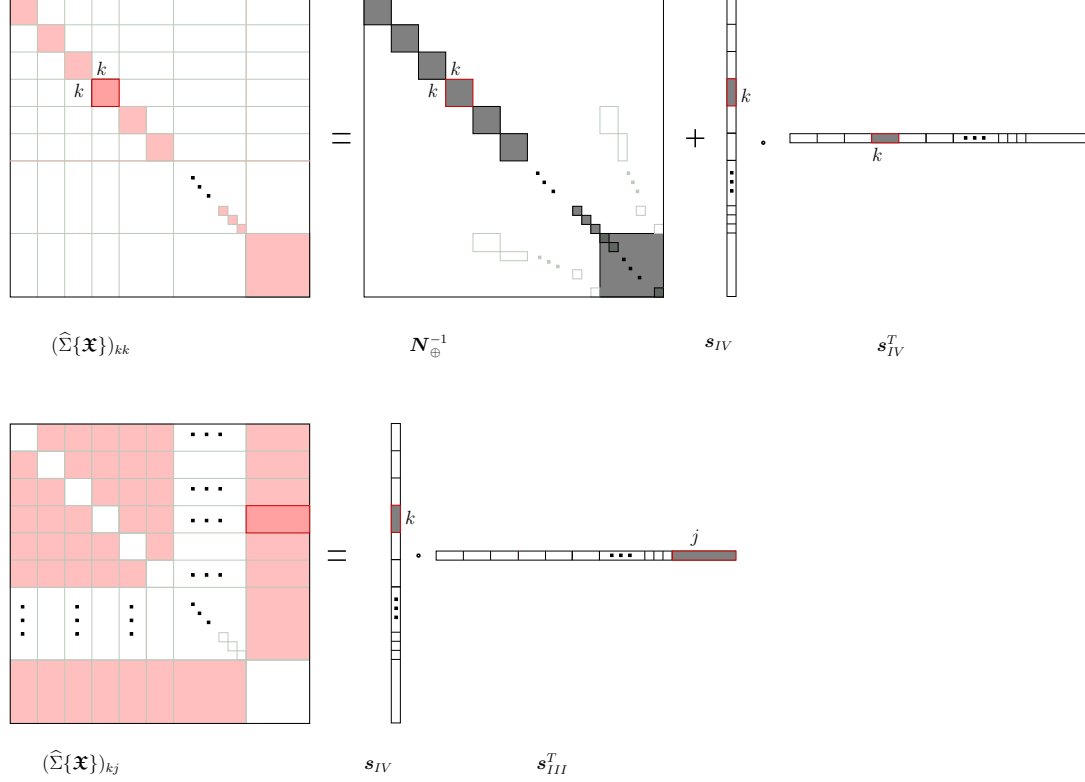 k
k
k
k
=
+
k
∘
k
(Σ̂{𝖃})ₖₖ
N⊕⁻¹
s_IV
s_IV^T
k
=
∘
j
(Σ̂{𝖃})ₖⱼ
s_IV
s_III^T